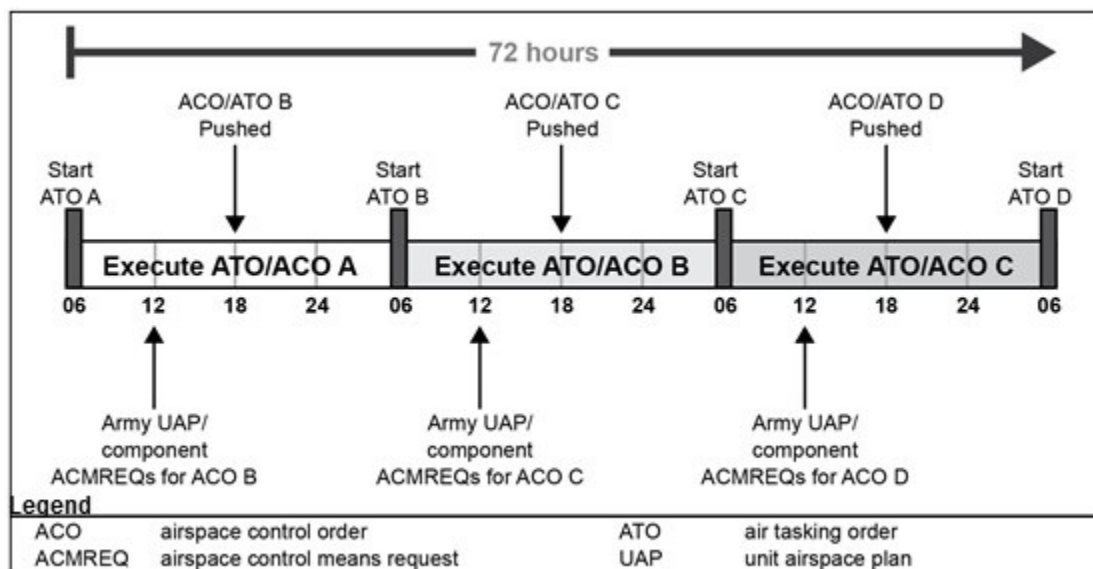 72 hours
ACO/ATO B
Pushed
ACO/ATO C
Pushed
ACO/ATO D
Pushed
Start
ATO A
Start
ATO B
Start
ATO C
Start
ATO D
Execute ATO/ACO A
Execute ATO/ACO B
Execute ATO/ACO C
06 12 18 24 06 12 18 24 06 12 18 24 06
Army UAP/
component
ACMREQs for ACO B
Army UAP/
component
ACMREQs for ACO C
Army UAP/
component
ACMREQs for ACO D
Legend
ACO airspace control order ATO air tasking order
ACMREQ airspace control means request UAP unit airspace plan